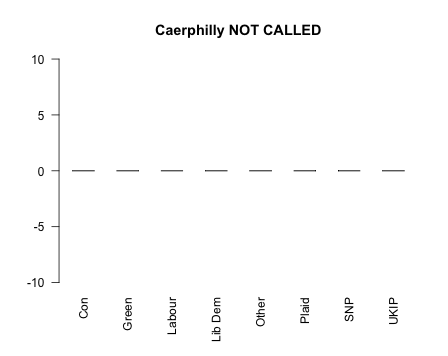 Caerphilly NOT CALLED
10
5
0
-5
-10
Con
Green
Labour
Lib Dem
Other
Plaid
SNP
UKIP